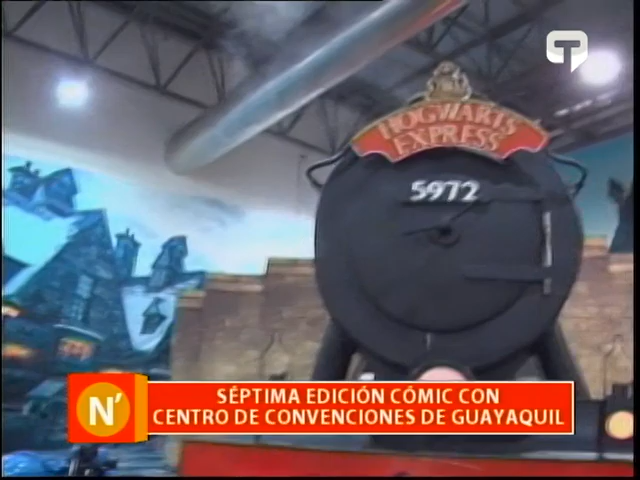 T
HOGWARTS
EXPRESS
5972
N'
SÉPTIMA EDICIÓN CÓMIC CON
CENTRO DE CONVENCIONES DE GUAYAQUIL